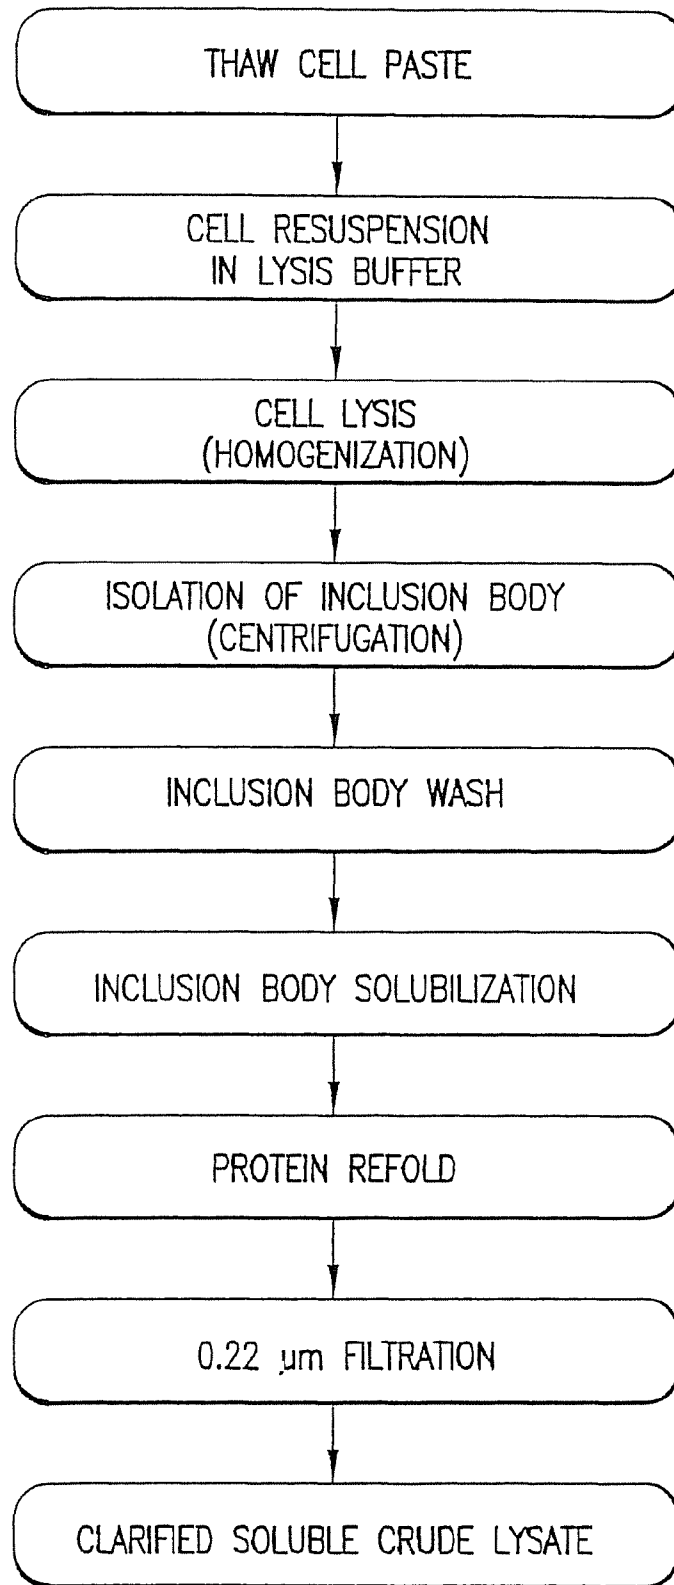 THAW CELL PASTE
CELL RESUSPENSION
IN LYSIS BUFFER
CELL LYSIS
(HOMOGENIZATION)
ISOLATION OF INCLUSION BODY
(CENTRIFUGATION)
INCLUSION BODY WASH
INCLUSION BODY SOLUBILIZATION
PROTEIN REFOLD
0.22 µm FILTRATION
CLARIFIED SOLUBLE CRUDE LYSATE